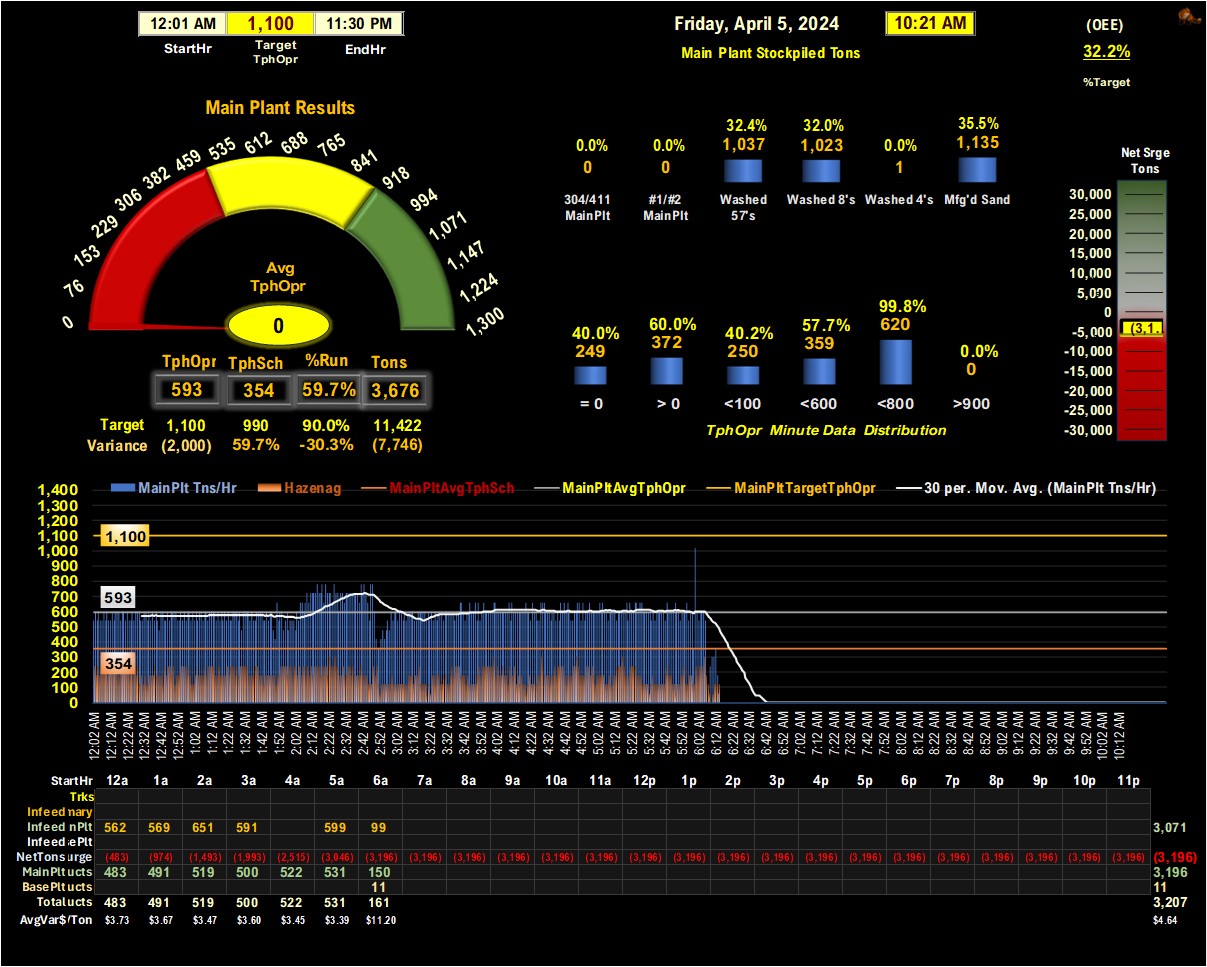 12:01 AM 1,100 11:30 PM
StartHr Target TphOpr EndHr
Friday, April 5, 2024 10:21 AM
Main Plant Stockpiled Tons
(OEE)
32.2%
%Target
Main Plant Results
0 76 153 229 306 382 459 535 612 688 765 841 918 994 1,071 1,147 1,224 1,300
Avg
TphOpr
0
TphOpr TphSch %Run Tons
593 354 59.7% 3,676
Target 1,100 990 90.0% 11,422
Variance (2,000) 59.7% -30.3% (7,746)
0.0% 0.0% 32.4% 32.0% 0.0% 35.5%
0 0 1,037 1,023 1 1,135
304/411 #1/#2 Washed Washed 8's Washed 4's Mfg'd Sand
MainPlt MainPlt 57's
40.0% 60.0% 40.2% 57.7% 99.8% 0.0%
249 372 250 359 620 0
= 0 > 0 <100 <600 <800 >900
TphOpr Minute Data Distribution
Net Srge
Tons
30,000
25,000
20,000
15,000
10,000
5,000
0
-5,000 (3,1.
-10,000
-15,000
-20,000
-25,000
-30,000
MainPlt Tns/Hr Hazenag MainPltAvgTphSch MainPltAvgTphOpr MainPltTargetTphOpr 30 per. Mov. Avg. (MainPlt Tns/Hr)
1,400
1,300
1,200
1,100 1,100
1,000
900
800
700
593
600
500
400
300 354
200
100
0
12:02 AM 12:12 AM 12:22 AM 12:32 AM 12:42 AM 12:52 AM 1:02 AM 1:12 AM 1:22 AM 1:32 AM 1:42 AM 1:52 AM 2:02 AM 2:12 AM 2:22 AM 2:32 AM 2:42 AM 2:52 AM 3:02 AM 3:12 AM 3:22 AM 3:32 AM 3:42 AM 3:52 AM 4:02 AM 4:12 AM 4:22 AM 4:32 AM 4:42 AM 4:52 AM 5:02 AM 5:12 AM 5:22 AM 5:32 AM 5:42 AM 5:52 AM 6:02 AM 6:12 AM 6:22 AM 6:32 AM 6:42 AM 6:52 AM 7:02 AM 7:12 AM 7:22 AM 7:32 AM 7:42 AM 7:52 AM 8:02 AM 8:12 AM 8:22 AM 8:32 AM 8:42 AM 8:52 AM 9:02 AM 9:12 AM 9:22 AM 9:32 AM 9:42 AM 9:52 AM 10:02 AM 10:12 AM
StartHr 12a 1a 2a 3a 4a 5a 6a 7a 8a 9a 10a 11a 12p 1p 2p 3p 4p 5p 6p 7p 8p 9p 10p 11p
Trks
Infeed mary
Infeed nPlt 562 569 651 591 599 99 3,071
Infeed ePlt
NetTons urge (483) (974) (1,493) (1,993) (2,515) (3,046) (3,196) (3,196) (3,196) (3,196) (3,196) (3,196) (3,196) (3,196) (3,196) (3,196) (3,196) (3,196) (3,196) (3,196) (3,196) (3,196) (3,196) (3,196) (3,196)
MainPlt ucts 483 491 519 500 522 531 150 3,196
BasePlt ucts 11 11
Total ucts 483 491 519 500 522 531 161 3,207
AvgVar$/Ton $3.73 $3.67 $3.47 $3.60 $3.45 $3.39 $11.20 $4.64